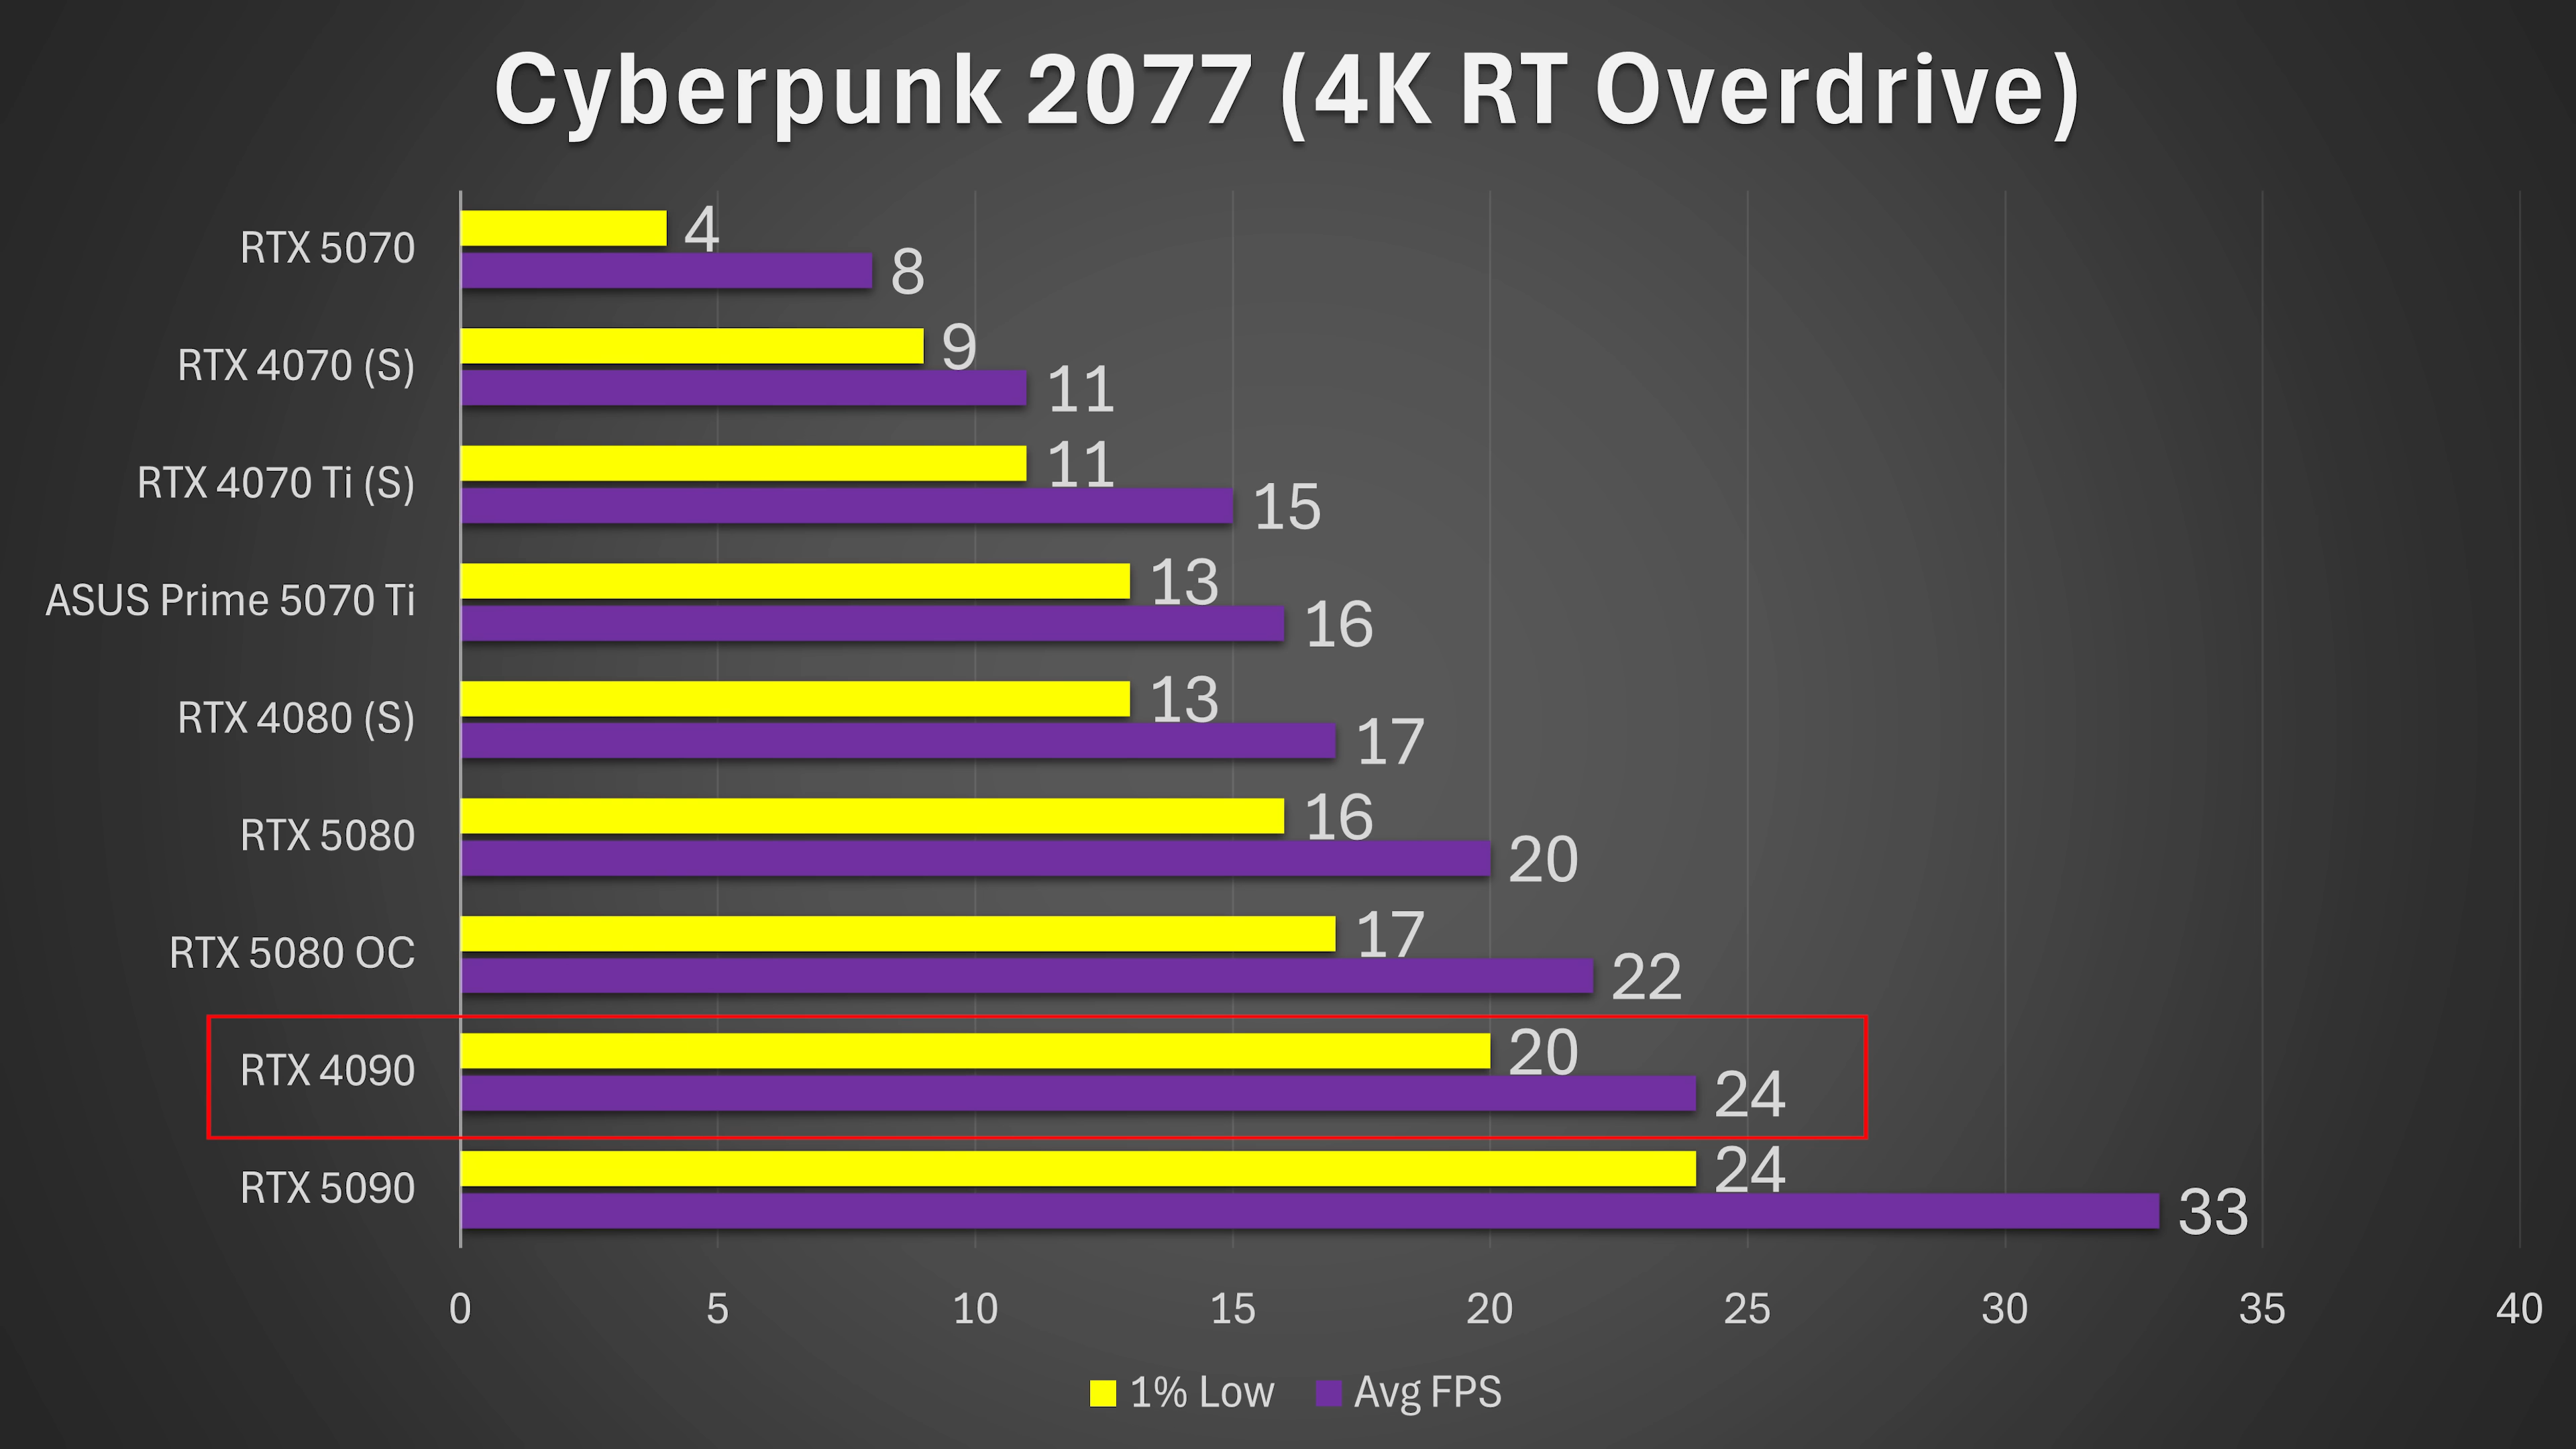 Cyberpunk 2077 (4K RT Overdrive)
RTX 5070
4
8
RTX 4070 (S)
9
11
RTX 4070 Ti (S)
11
15
ASUS Prime 5070 Ti
13
16
RTX 4080 (S)
13
17
RTX 5080
16
20
RTX 5080 OC
17
22
RTX 4090
20
24
RTX 5090
24
33
0 5 10 15 20 25 30 35 40
1% Low Avg FPS